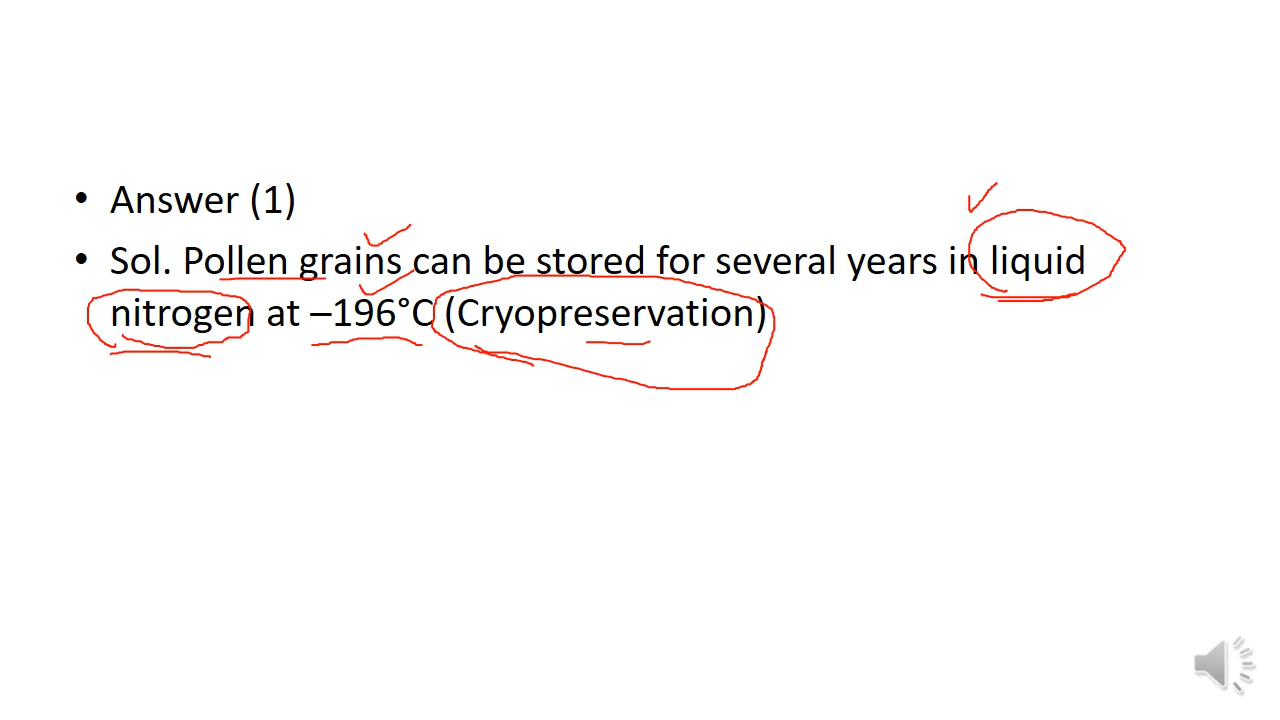 • Answer (1)
• Sol. Pollen grains can be stored for several years in liquid
nitrogen at –196°C (Cryopreservation)